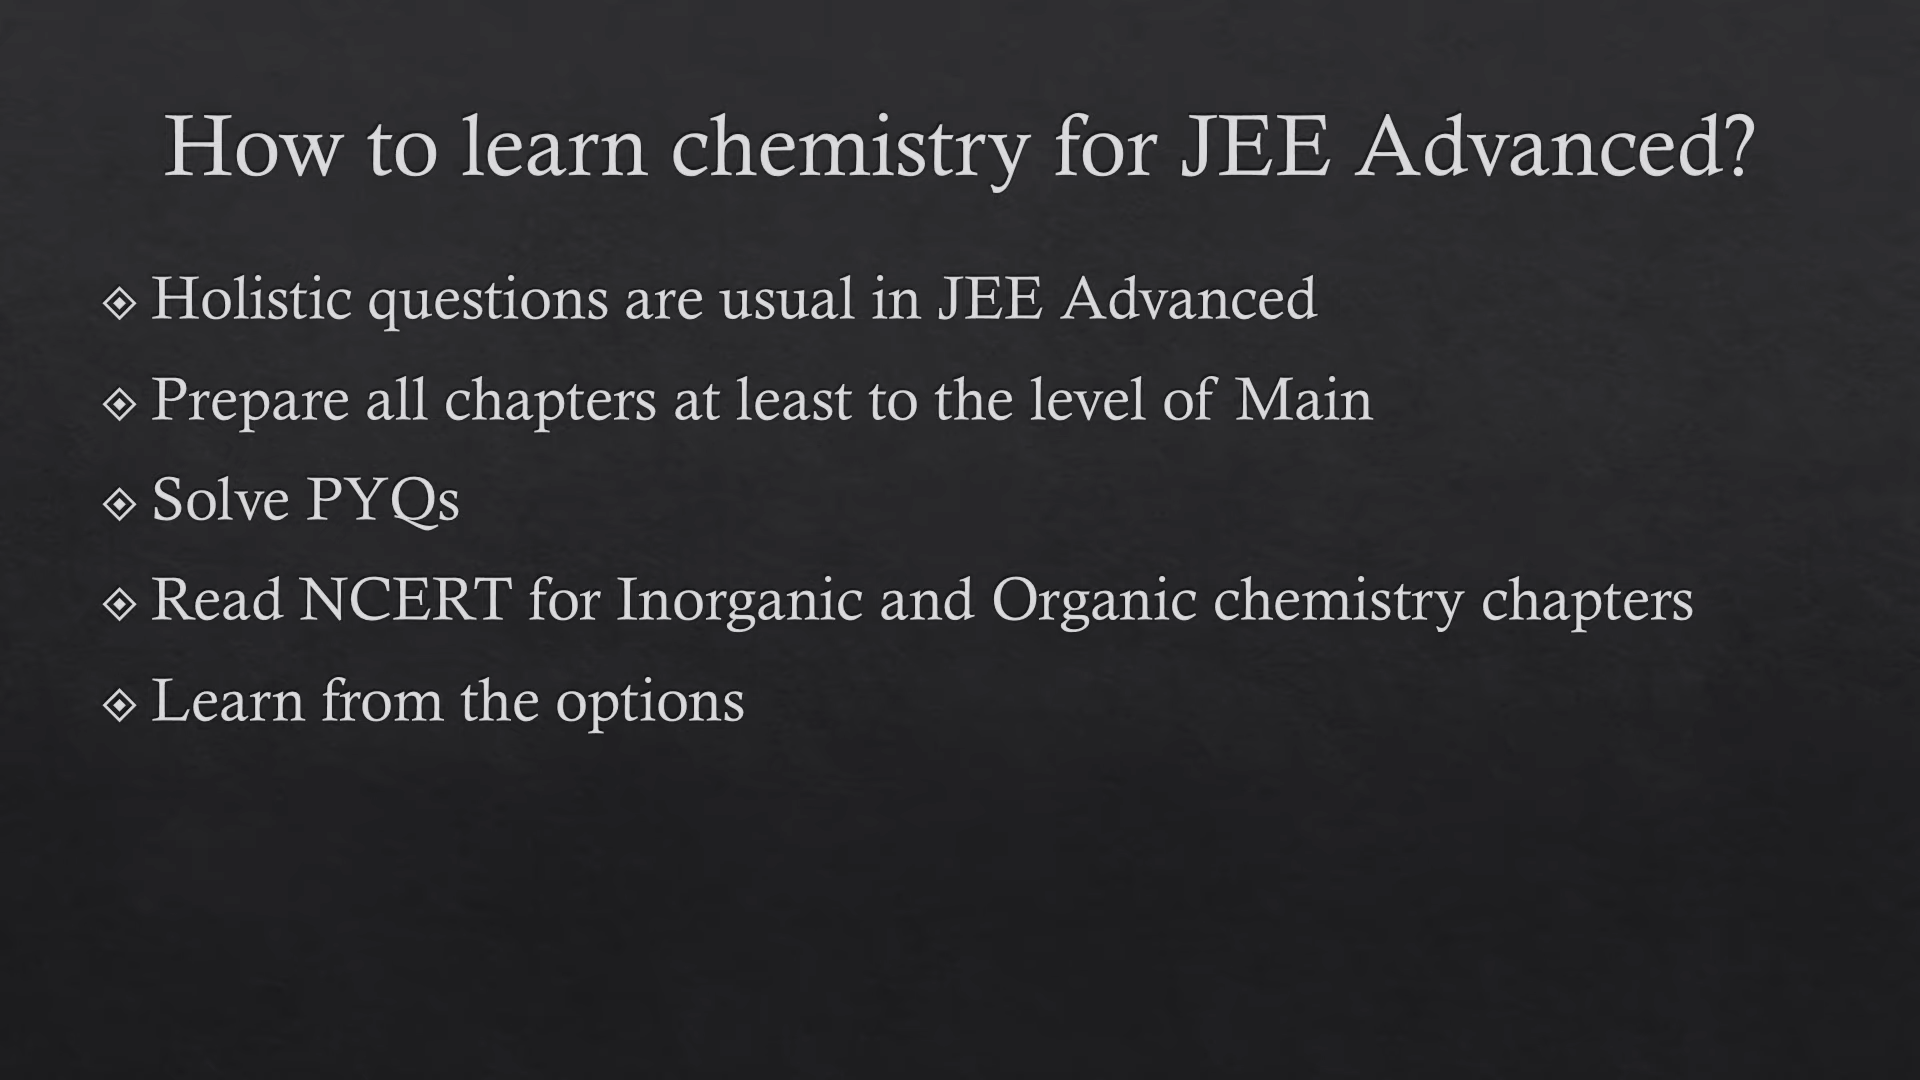 How to learn chemistry for JEE Advanced?
Holistic questions are usual in JEE Advanced
Prepare all chapters at least to the level of Main
Solve PYQs
Read NCERT for Inorganic and Organic chemistry chapters
Learn from the options